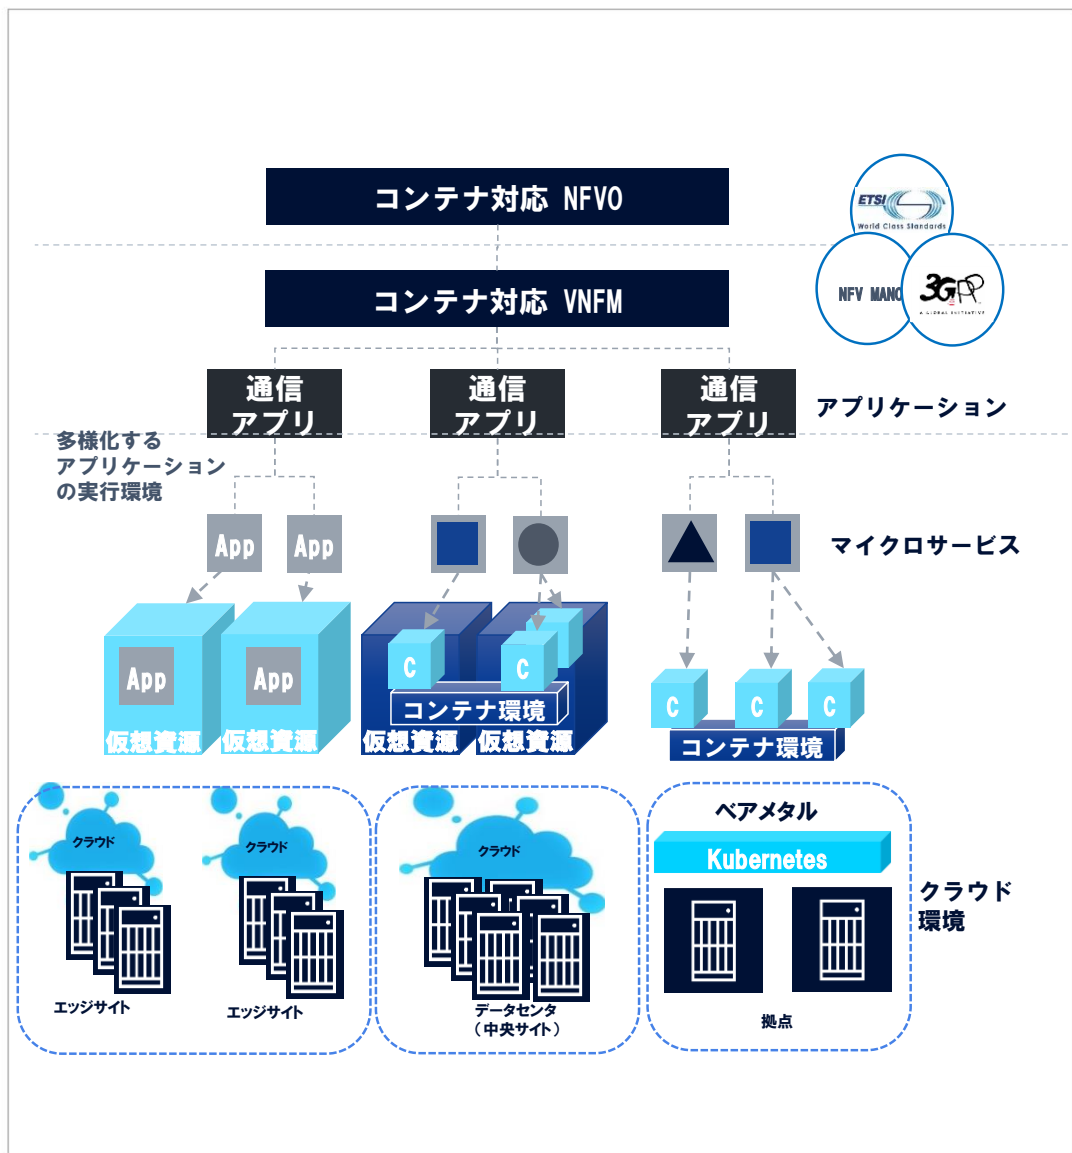 コンテナ対応 NFVO
ETSI
World Class Standards
コンテナ対応 VNFM
NFV MANO
3GPP
A GLOBAL INITIATIVE
通信
アプリ
通信
アプリ
通信
アプリ
アプリケーション
多様化する
アプリケーション
の実行環境
App
App
マイクロサービス
App
App
仮想資源
仮想資源
C
C
コンテナ環境
仮想資源
仮想資源
C
C
C
コンテナ環境
クラウド
クラウド
クラウド
ベアメタル
Kubernetes
クラウド
環境
エッジサイト
エッジサイト
データセンタ
（中央サイト）
拠点